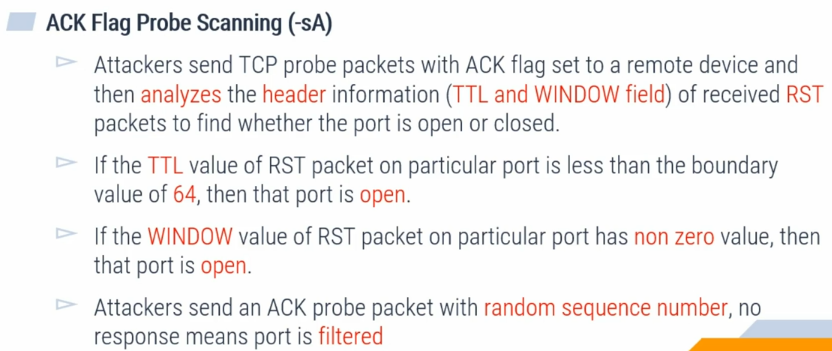 ACK Flag Probe Scanning (-sA)
Attackers send TCP probe packets with ACK flag set to a remote device and
then analyzes the header information (TTL and WINDOW field) of received RST
packets to find whether the port is open or closed.
If the TTL value of RST packet on particular port is less than the boundary
value of 64, then that port is open.
If the WINDOW value of RST packet on particular port has non zero value, then
that port is open.
Attackers send an ACK probe packet with random sequence number, no
response means port is filtered